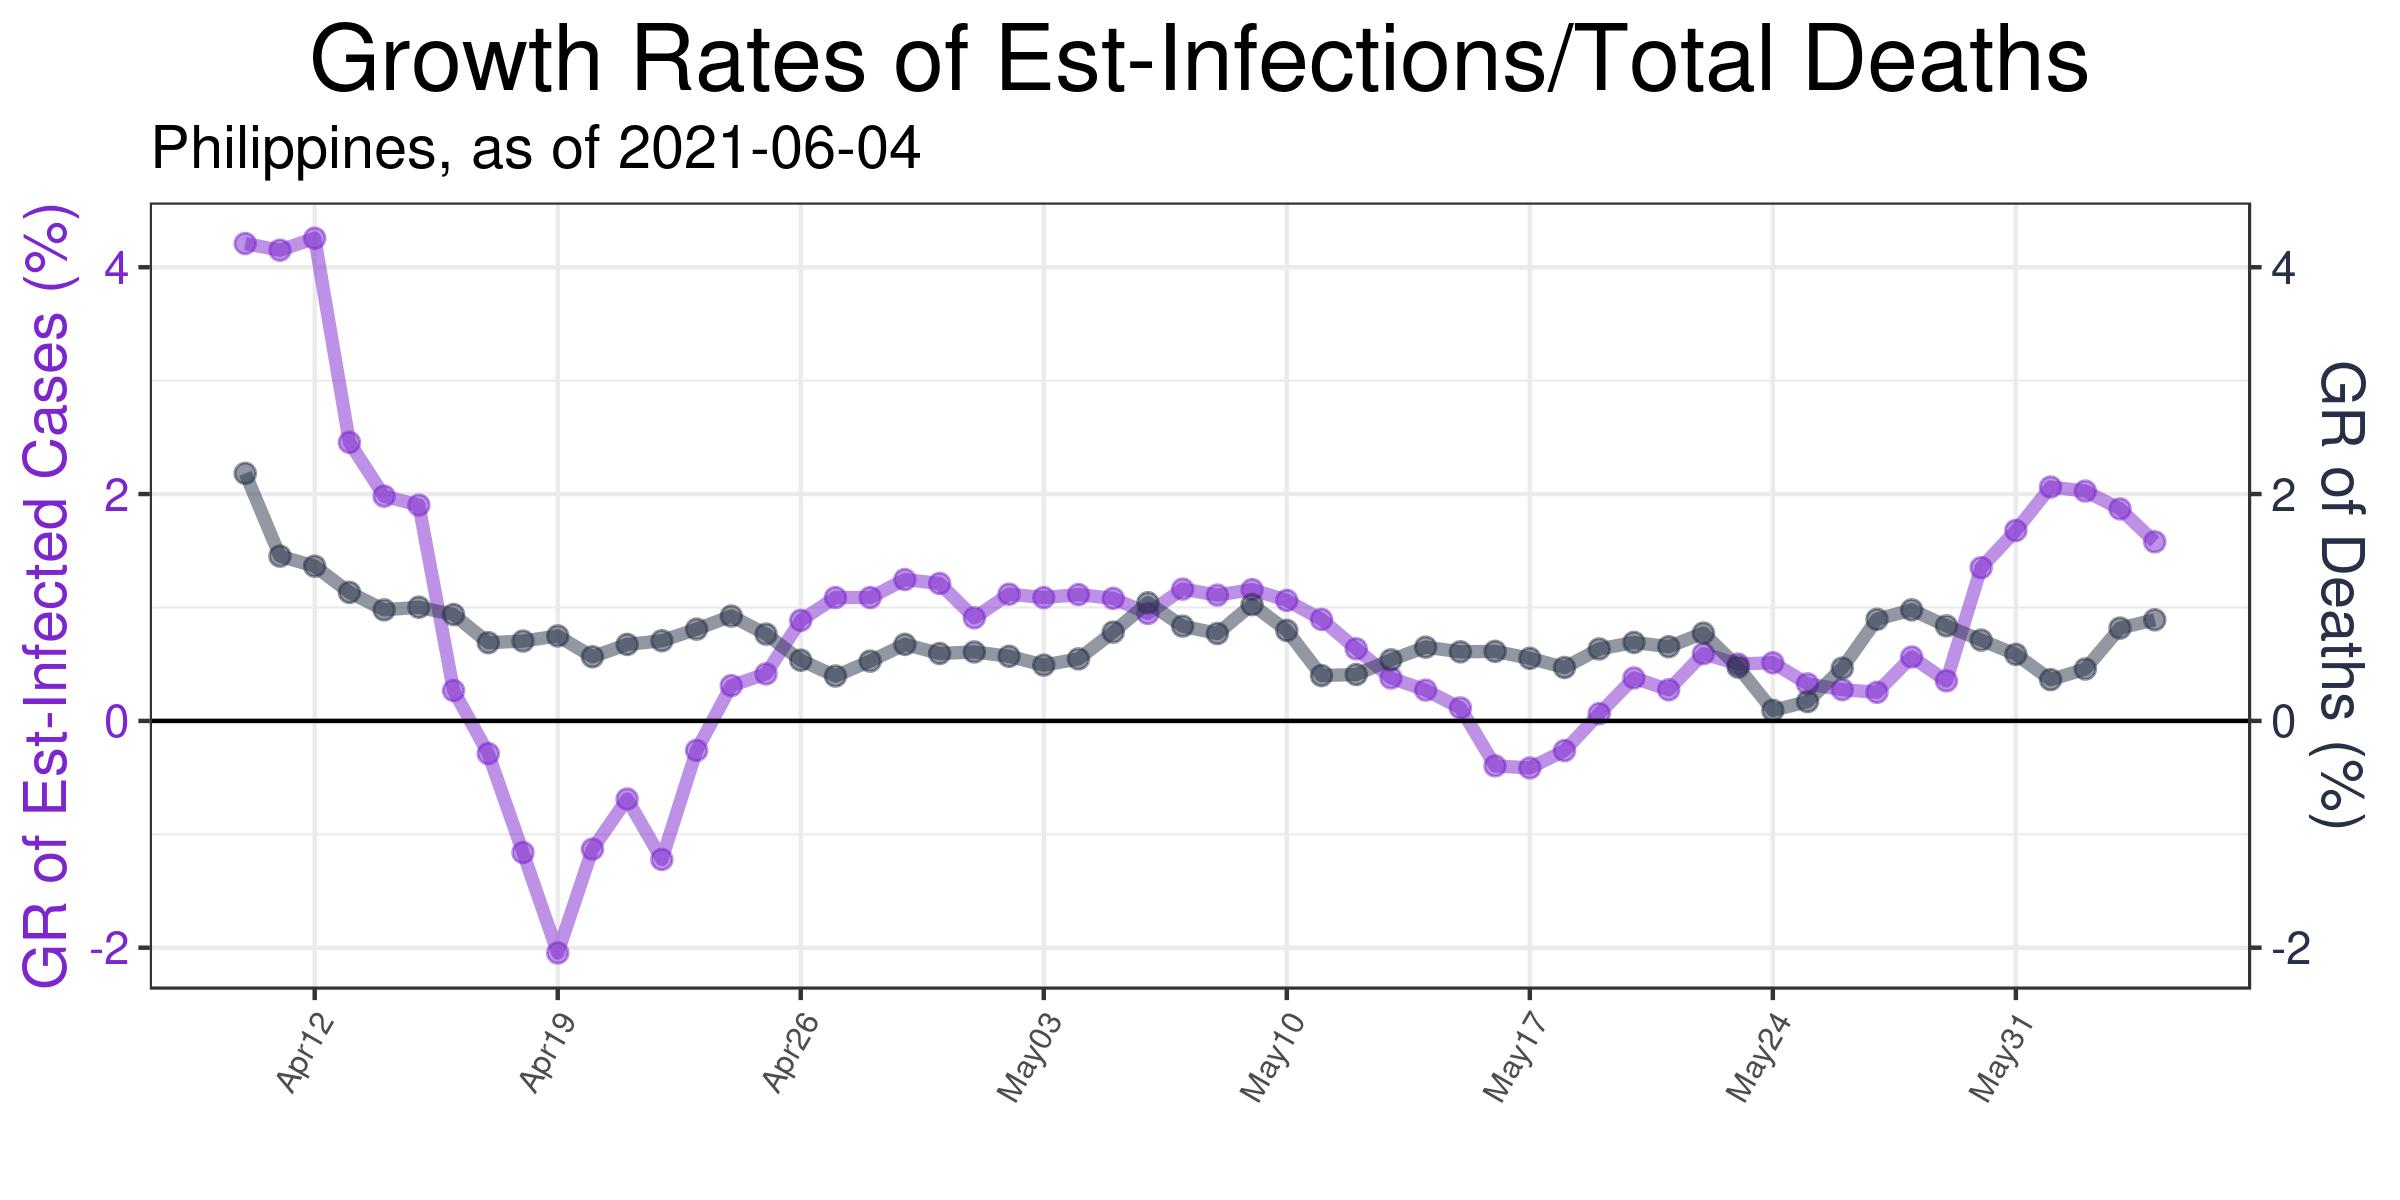 Growth Rates of Est-Infections/Total Deaths
Philippines, as of 2021-06-04
GR of Est-Infected Cases (%)
4
2
0
-2
4
2
0
-2
GR of Deaths (%)
Apr12
Apr19
Apr26
May03
May10
May17
May24
May31